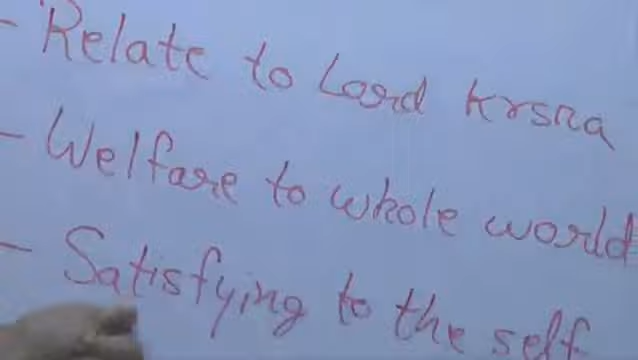 - Relate to Lord Krsna
- Welfare to whole world
- Satisfying to the self